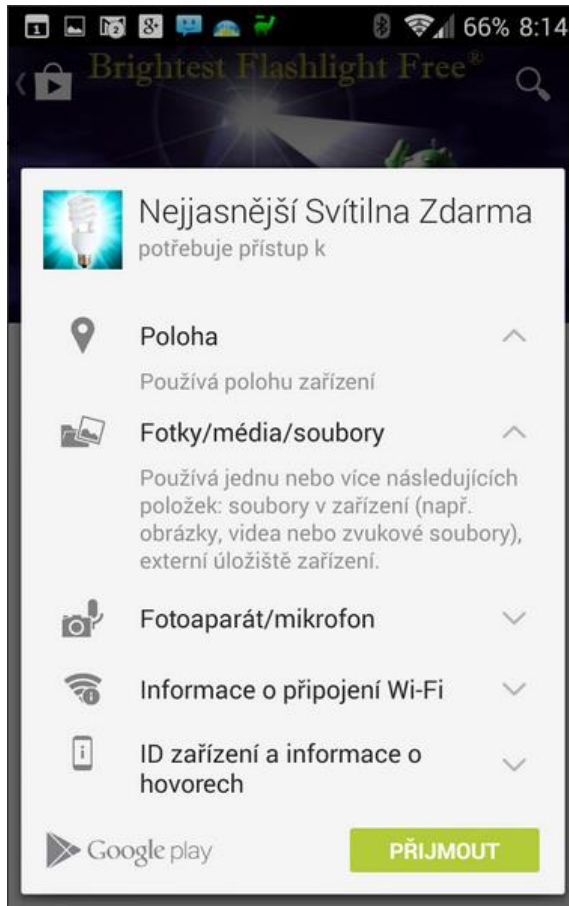 66% 8:14
Brightest Flashlight Free®
Nejjasnější Svítilna Zdarma
potřebuje přístup k
Poloha
Používá polohu zařízení
Fotky/média/soubory
Používá jednu nebo více následujících
položek: soubory v zařízení (např.
obrázky, videa nebo zvukové soubory),
externí úložiště zařízení.
Fotoaparát/mikrofon
Informace o připojení Wi-Fi
ID zařízení a informace o
hovorech
Google play
PŘIJMOUT